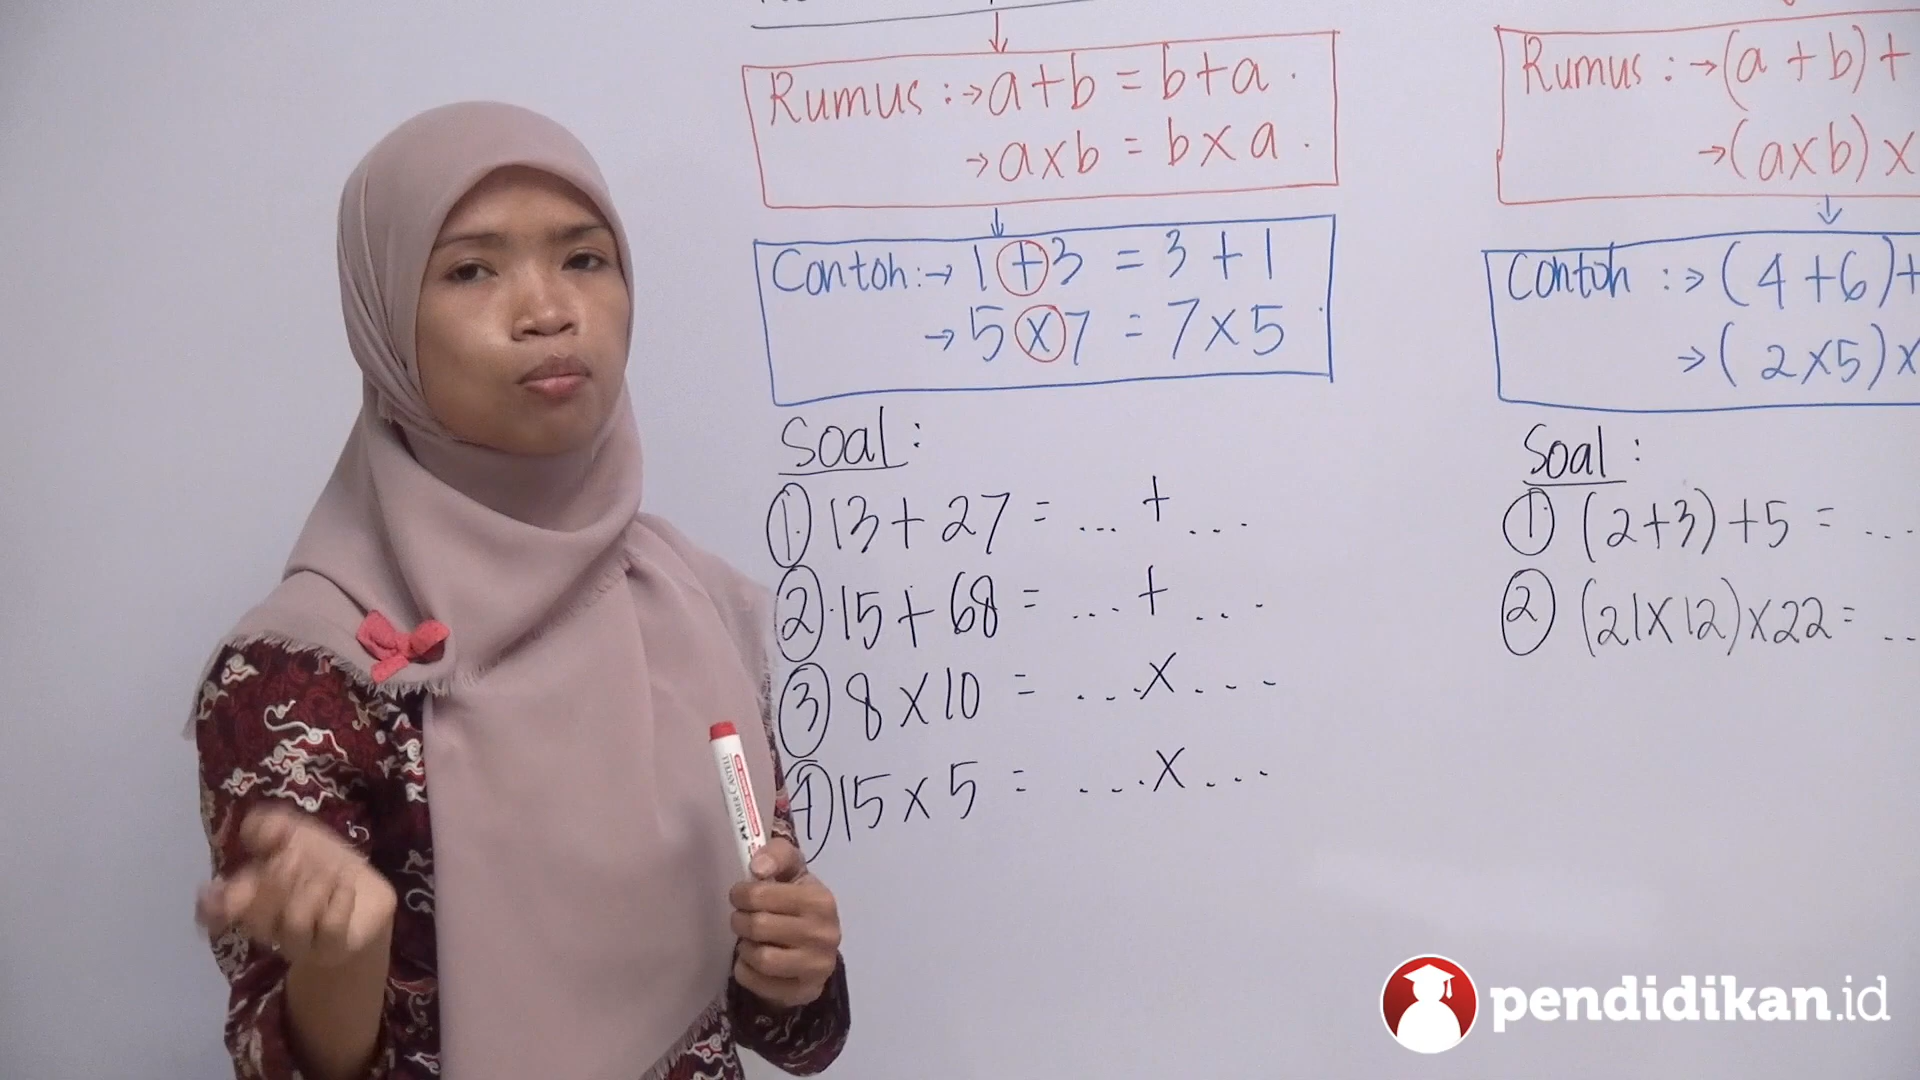 Rumus : → a + b = b + a .
→ a x b = b x a .
Contoh : → 1 + 3 = 3 + 1
→ 5 x 7 = 7 x 5
Soal :
1. 13 + 27 = ... + ...
2. 15 + 68 = ... + ...
3 8 x 10 = ... x ...
4 15 x 5 = ... x ...
Rumus : → (a + b) +
→ (a x b) x
Contoh : → (4 + 6) +
→ (2 x 5) x
Soal :
1. (2 + 3) + 5 = ...
2 (21 x 12) x 22 = ..
FABER-CASTELL
pendidikan.id